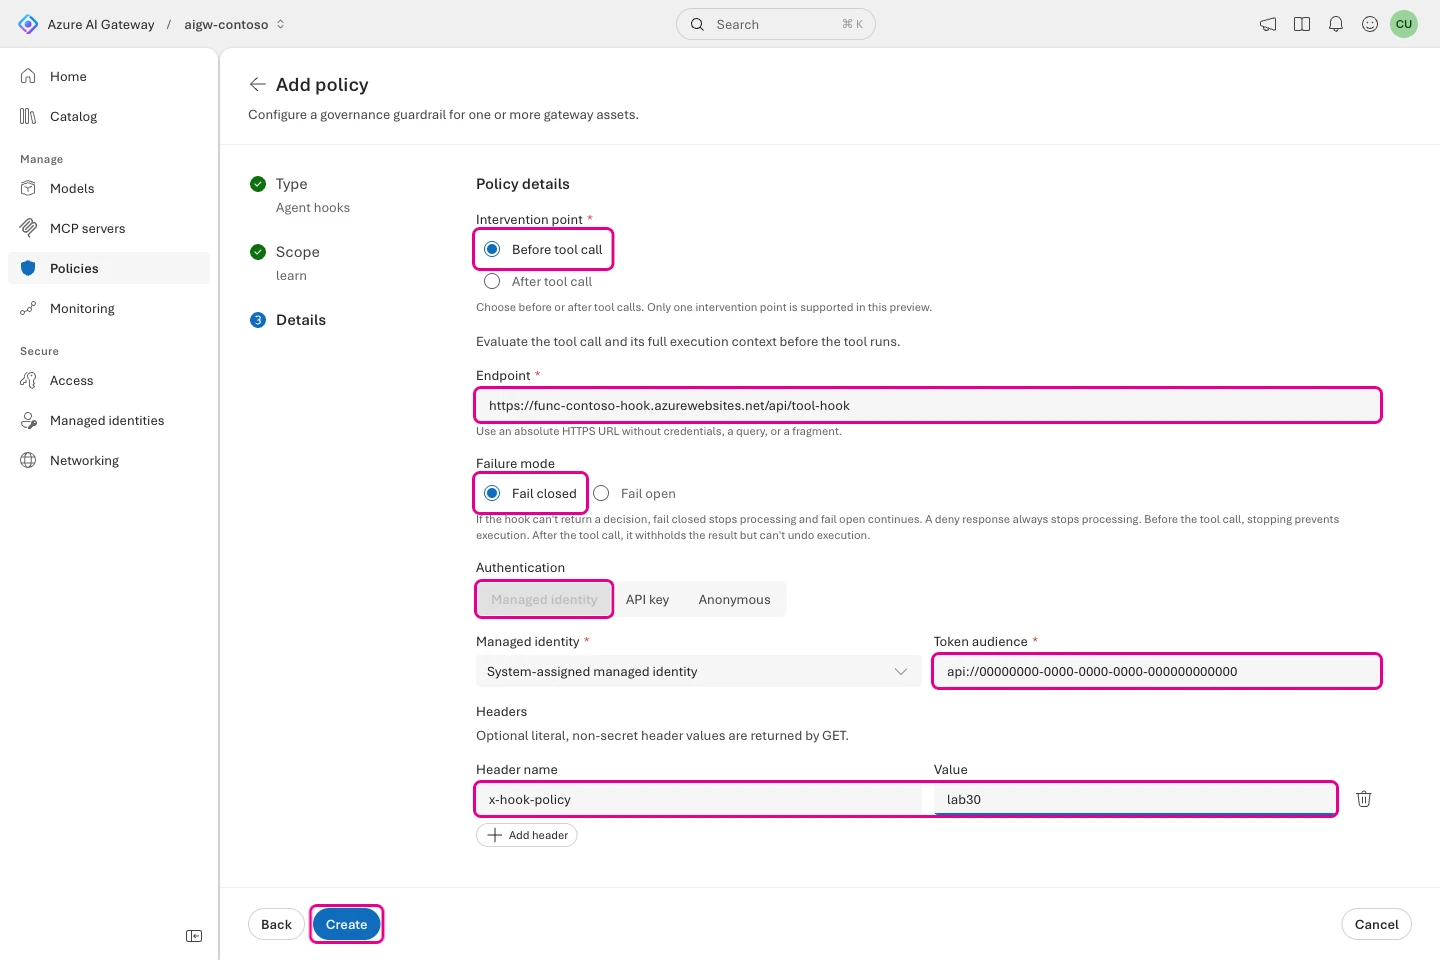 Azure AI Gateway / aigw-contoso
Search ⌘ K
CU
Home
Catalog
Manage
Models
MCP servers
Policies
Monitoring
Secure
Access
Managed identities
Networking
Add policy
Configure a governance guardrail for one or more gateway assets.
Type
Agent hooks
Scope
learn
3 Details
Policy details
Intervention point *
Before tool call
After tool call
Choose before or after tool calls. Only one intervention point is supported in this preview.
Evaluate the tool call and its full execution context before the tool runs.
Endpoint *
https://func-contoso-hook.azurewebsites.net/api/tool-hook
Use an absolute HTTPS URL without credentials, a query, or a fragment.
Failure mode
Fail closed Fail open
If the hook can't return a decision, fail closed stops processing and fail open continues. A deny response always stops processing. Before the tool call, stopping prevents
execution. After the tool call, it withholds the result but can't undo execution.
Authentication
Managed identity API key Anonymous
Managed identity * Token audience *
System-assigned managed identity api://00000000-0000-0000-0000-000000000000
Headers
Optional literal, non-secret header values are returned by GET.
Header name Value
x-hook-policy lab30
Add header
Back Create Cancel